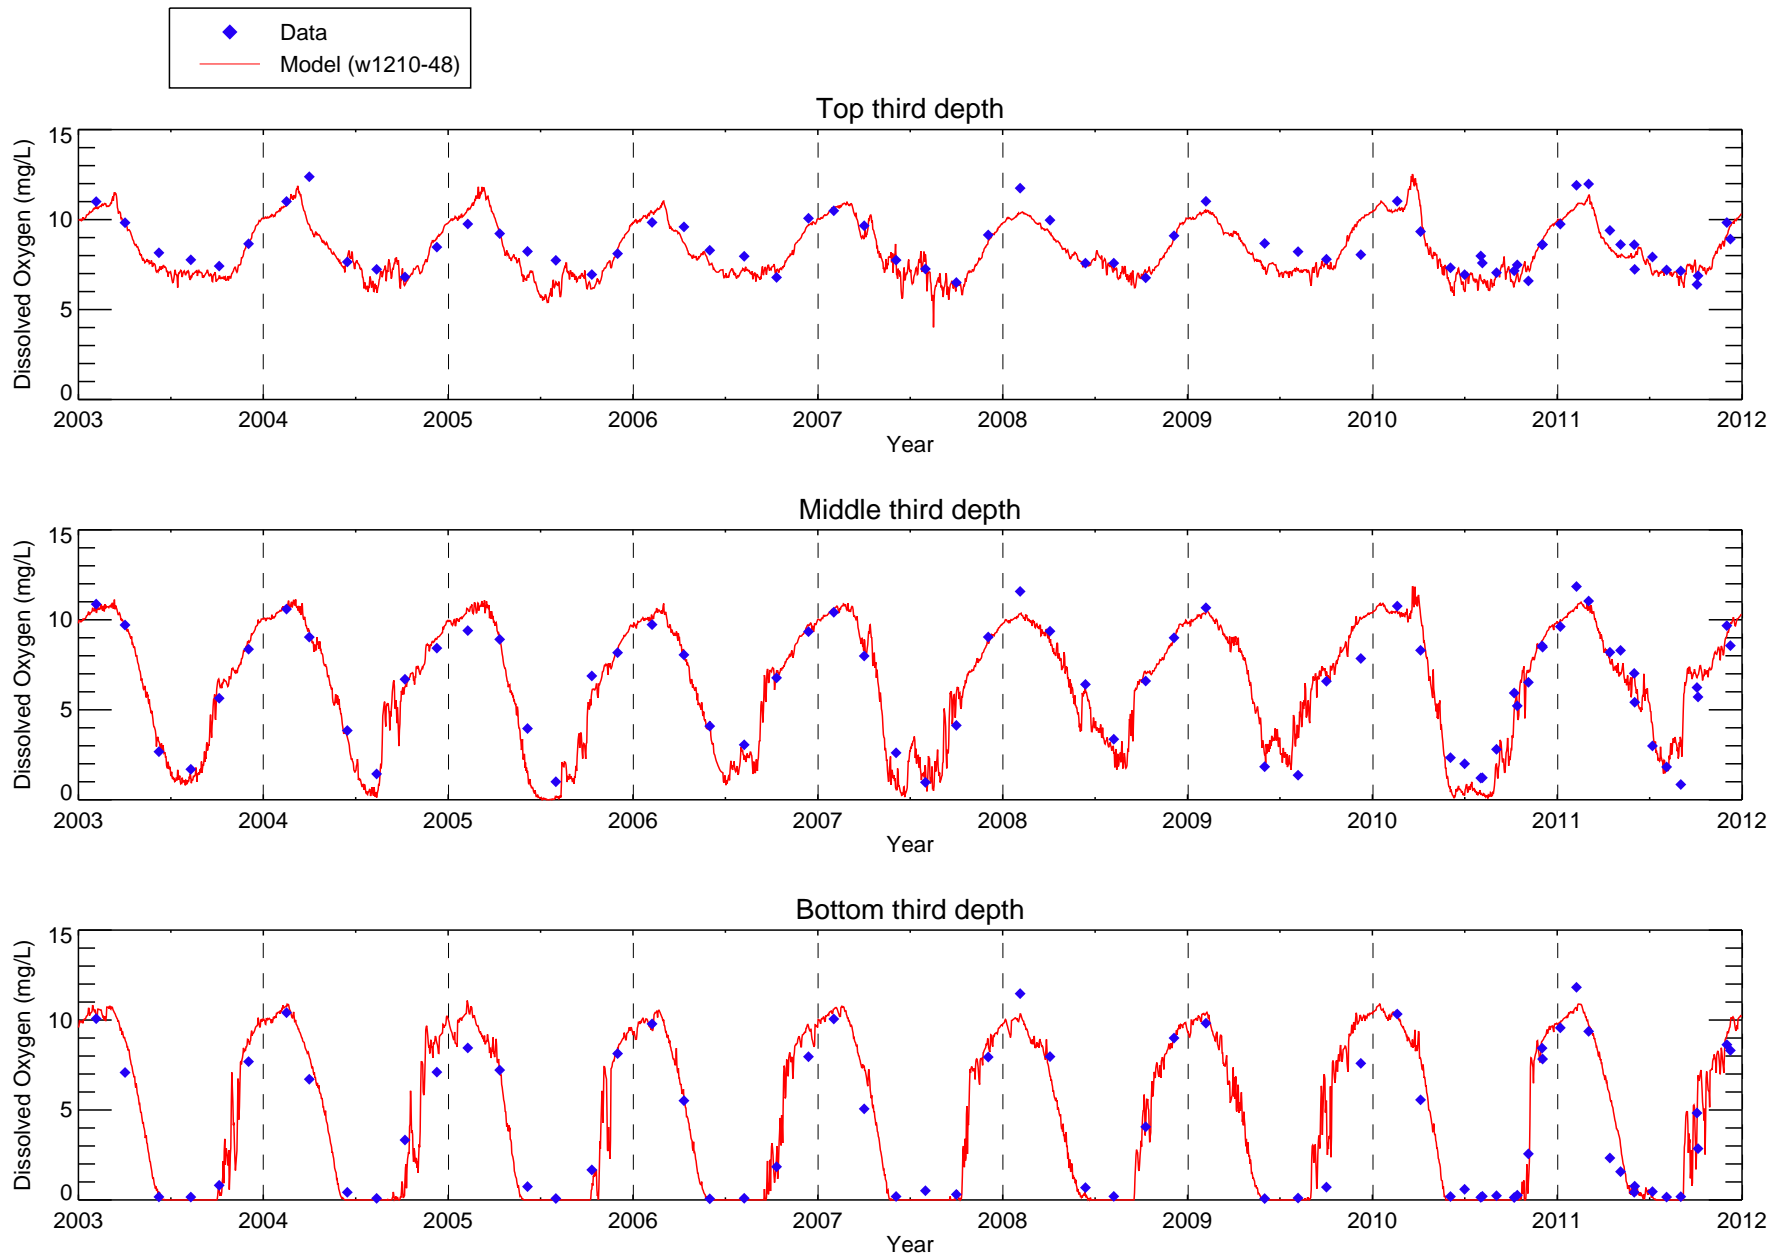 Data
Model (w1210-48)
Top third depth
Dissolved Oxygen (mg/L)
15
10
5
0
2003 2004 2005 2006 2007 2008 2009 2010 2011 2012
Year
Middle third depth
Dissolved Oxygen (mg/L)
15
10
5
0
2003 2004 2005 2006 2007 2008 2009 2010 2011 2012
Year
Bottom third depth
Dissolved Oxygen (mg/L)
15
10
5
0
2003 2004 2005 2006 2007 2008 2009 2010 2011 2012
Year